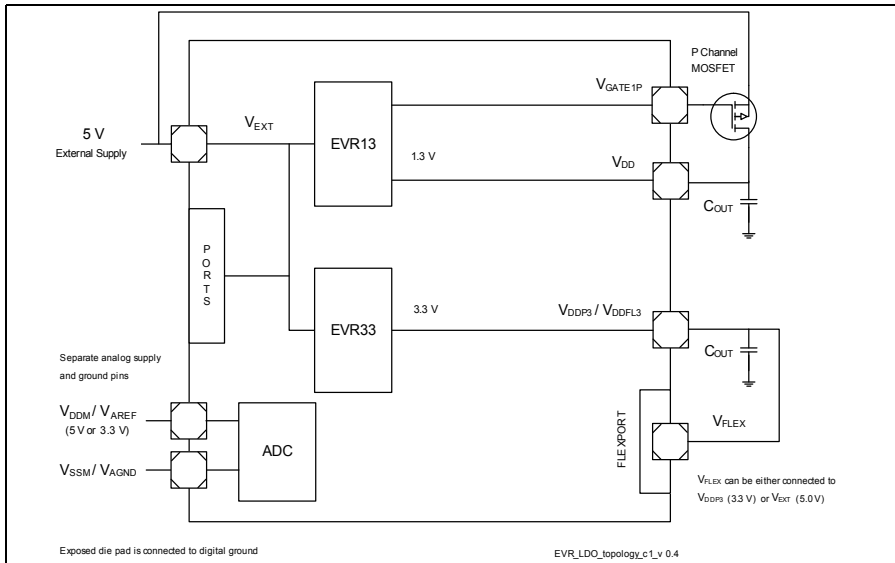 P Channel
MOSFET
VGATE1P
5 V
External Supply
VEXT
EVR13
1.3 V
VDD
COUT
PORTS
EVR33
3.3 V
VDDP3 / VDDFL3
COUT
Separate analog supply
and ground pins
VDDM / VAREF
(5 V or 3.3 V)
ADC
VSSM / VAGND
FLEXPORT
VFLEX
VFLEX can be either connected to
VDDP3 (3.3 V) or VEXT (5.0 V)
Exposed die pad is connected to digital ground
EVR_LDO_topology_c1_v 0.4